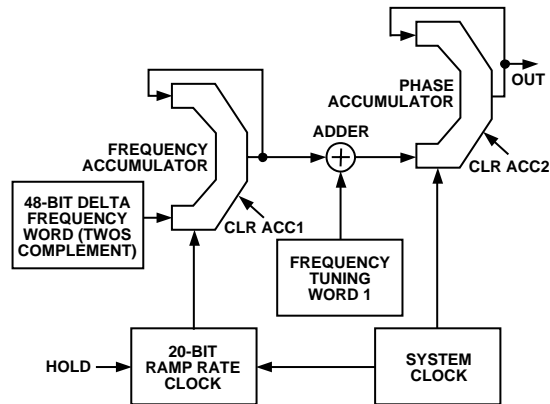 PHASE
ACCUMULATOR
OUT
ADDER
FREQUENCY
ACCUMULATOR
CLR ACC2
48-BIT DELTA
FREQUENCY
WORD (TWOS
COMPLEMENT)
CLR ACC1
FREQUENCY
TUNING
WORD 1
HOLD
20-BIT
RAMP RATE
CLOCK
SYSTEM
CLOCK